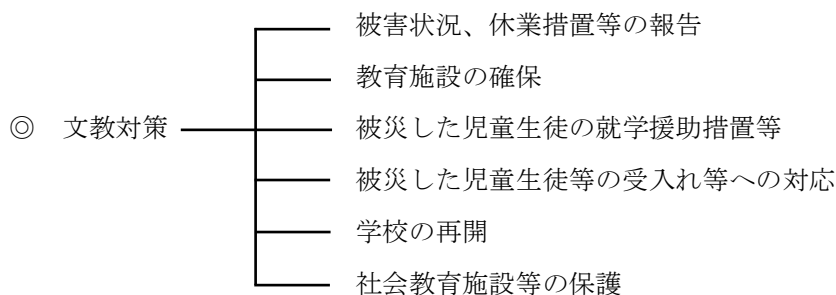 被害状況、休業措置等の報告
教育施設の確保
◎ 文教対策
被災した児童生徒の就学援助措置等
被災した児童生徒等の受入れ等への対応
学校の再開
社会教育施設等の保護